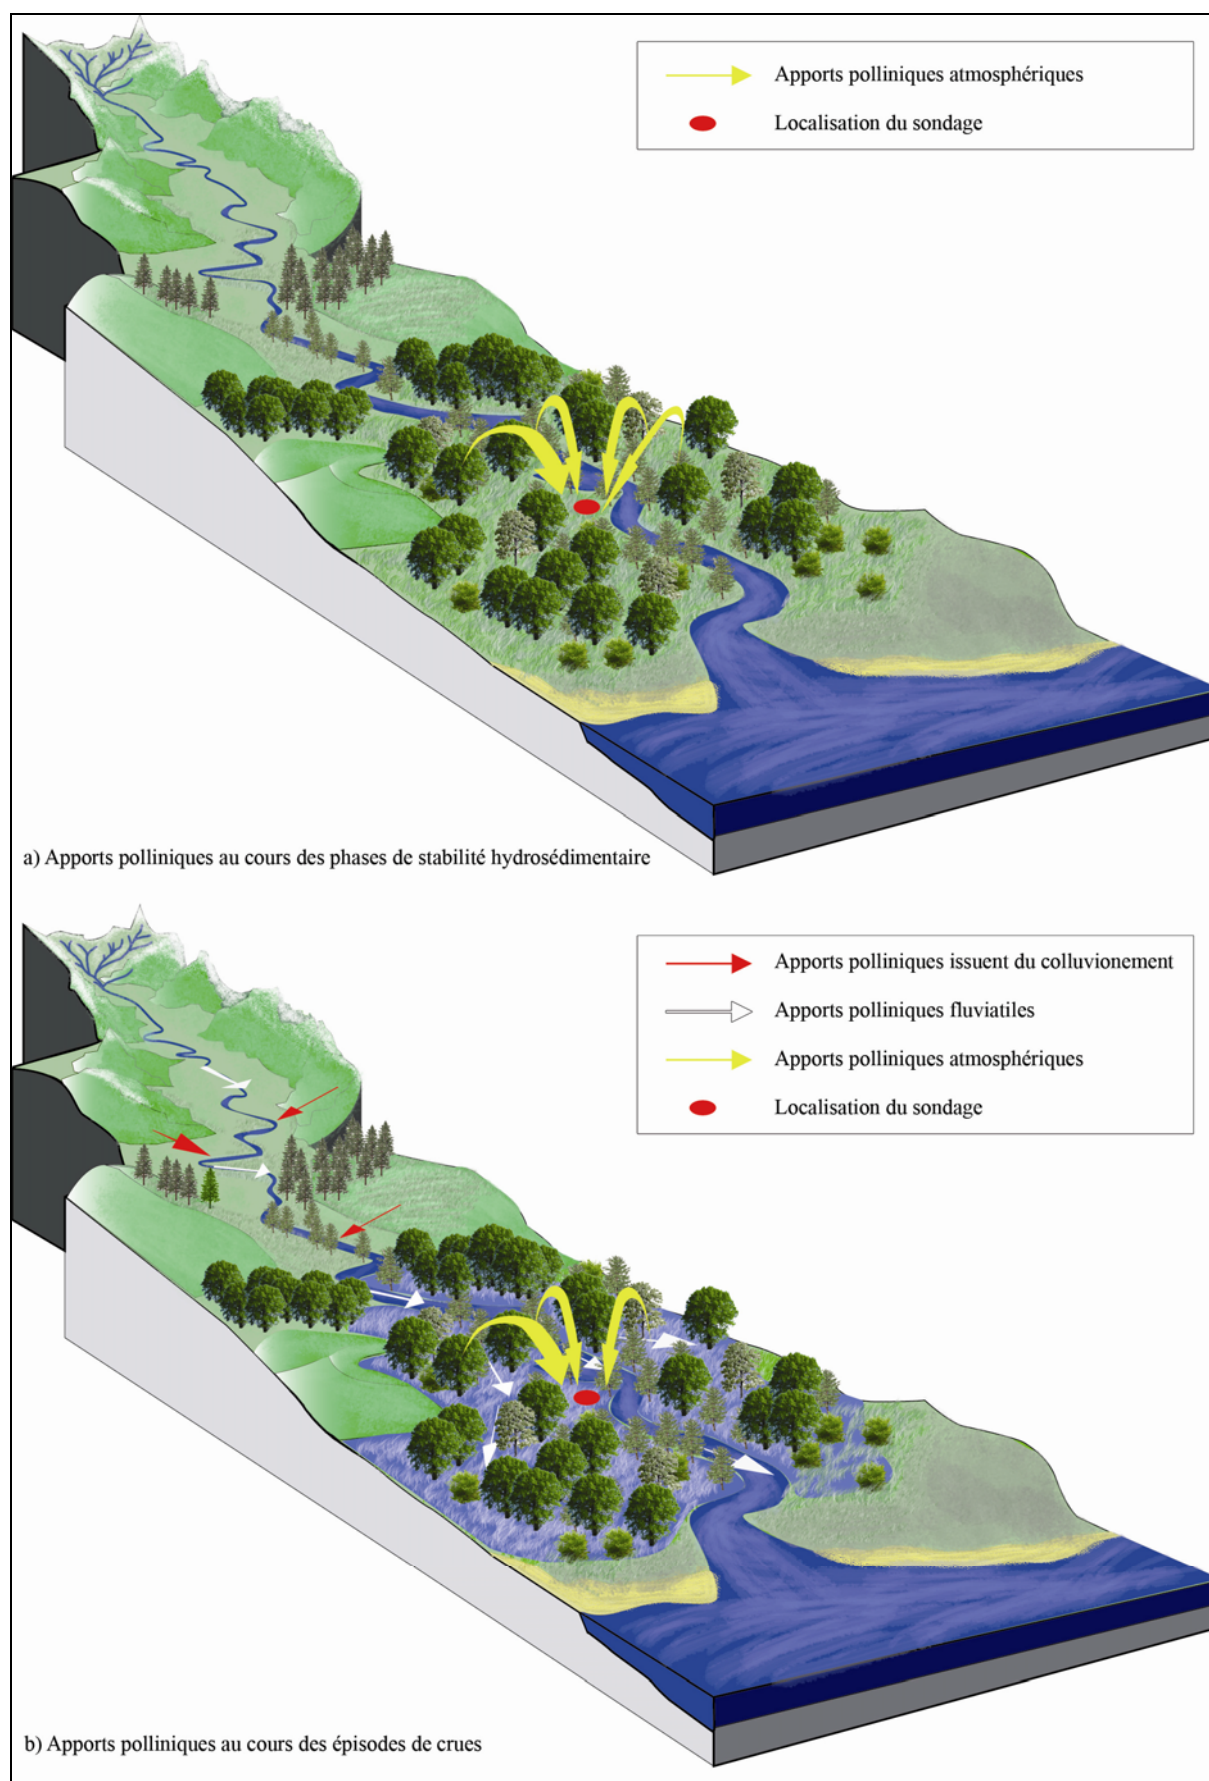 Apports polliniques atmosphériques
Localisation du sondage
a) Apports polliniques au cours des phases de stabilité hydrosédimentaire
Apports polliniques issuent du colluvionement
Apports polliniques fluviatiles
Apports polliniques atmosphériques
Localisation du sondage
b) Apports polliniques au cours des épisodes de crues